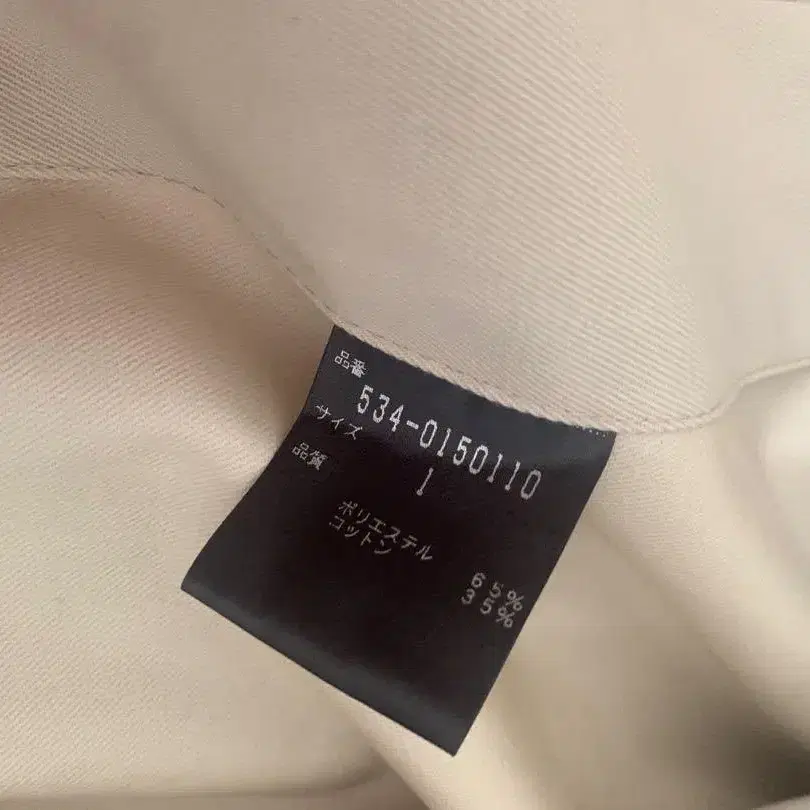 品番
534-0150110
サイズ
1
品質
ポリエステル 65%
コットン 35%